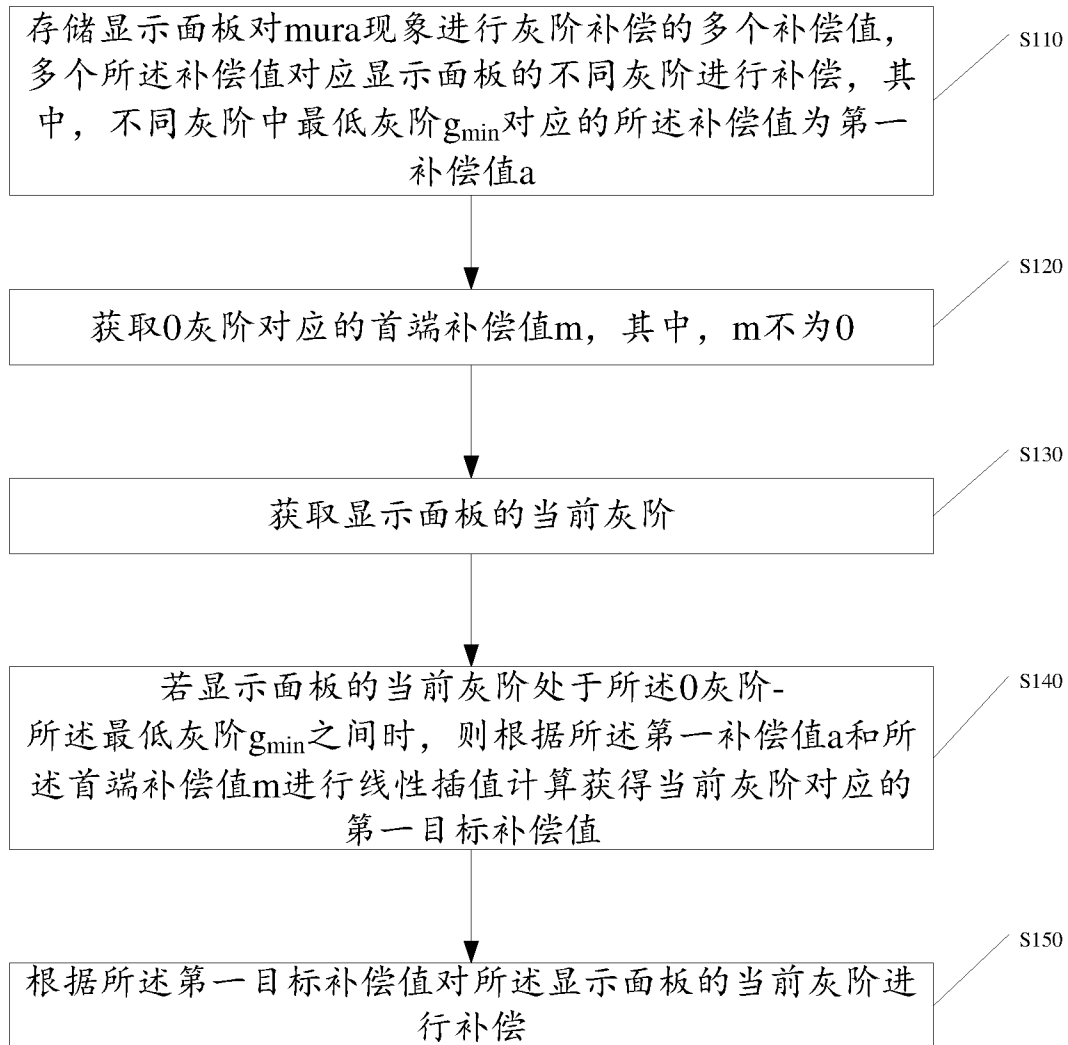 存储显示面板对mura现象进行灰阶补偿的多个补偿值，
多个所述补偿值对应显示面板的不同灰阶进行补偿，其
中，不同灰阶中最低灰阶gmin对应的所述补偿值为第一
补偿值a
S110
获取0灰阶对应的首端补偿值m，其中，m不为0
S120
获取显示面板的当前灰阶
S130
若显示面板的当前灰阶处于所述0灰阶-
所述最低灰阶gmin之间时，则根据所述第一补偿值a和所
述首端补偿值m进行线性插值计算获得当前灰阶对应的
第一目标补偿值
S140
根据所述第一目标补偿值对所述显示面板的当前灰阶进
行补偿
S150